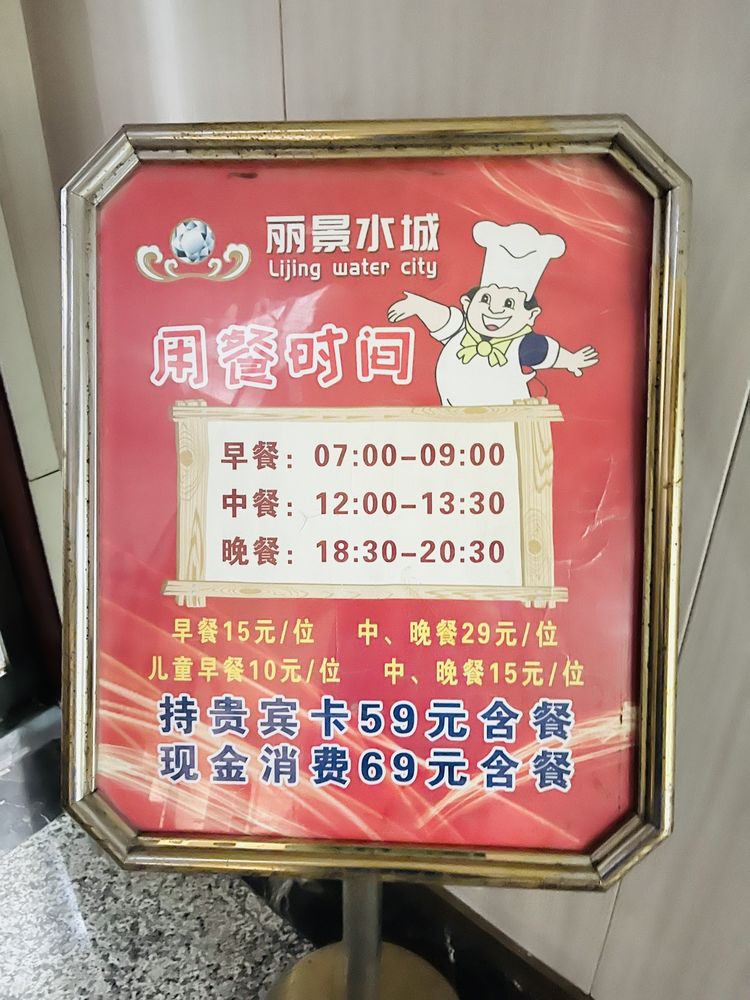 丽景水城
Lijing water city
用餐时间
早餐：07:00-09:00
中餐：12:00-13:30
晚餐：18:30-20:30
早餐15元/位 中、晚餐29元/位
儿童早餐10元/位 中、晚餐15元/位
持贵宾卡59元含餐
现金消费69元含餐